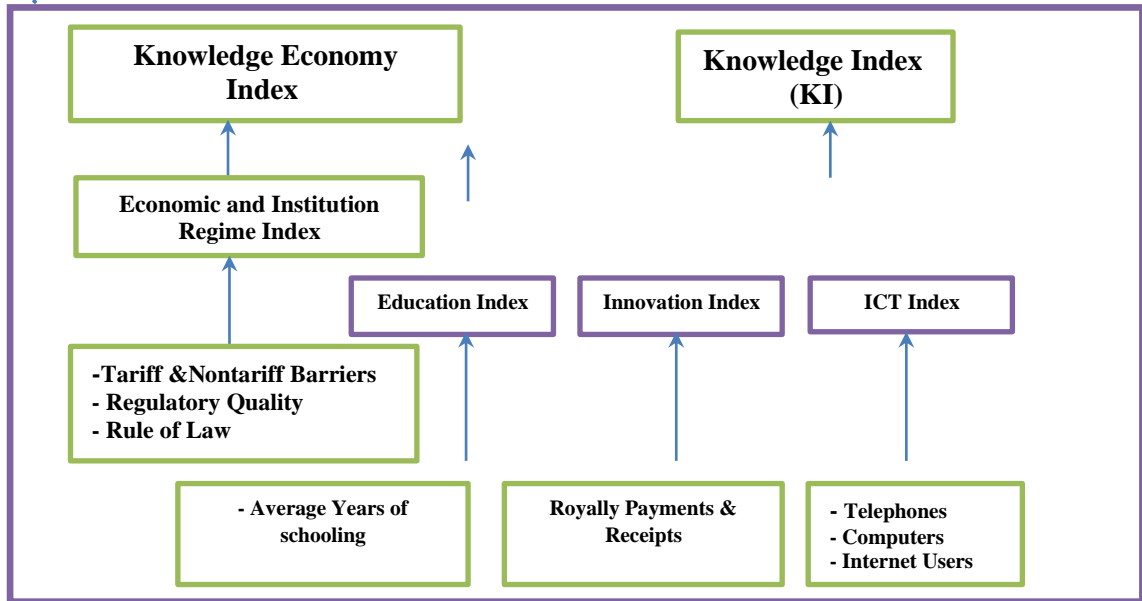 Knowledge Economy
Index
Knowledge Index
(KI)
Economic and Institution
Regime Index
Education Index
Innovation Index
ICT Index
-Tariff &Nontariff Barriers
- Regulatory Quality
- Rule of Law
- Average Years of
schooling
Royally Payments &
Receipts
- Telephones
- Computers
- Internet Users